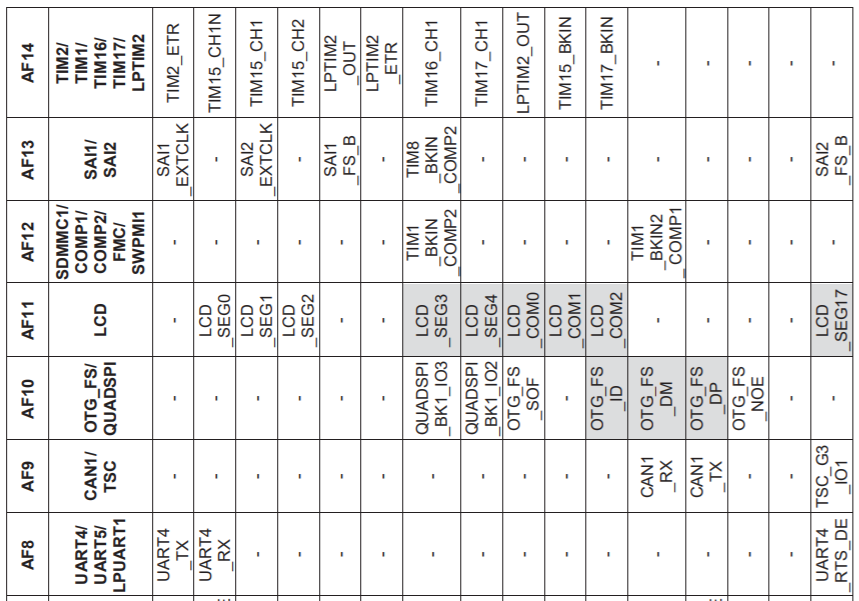 AF8 AF9 AF10 AF11 AF12 AF13 AF14
UART4/
UART5/
LPUART1
CAN1/
TSC
OTG_FS/
QUADSPI
LCD
SDMMC1/
COMP1/
COMP2/
FMC/
SWPMI1
SAI1/
SAI2
TIM2/
TIM1/
TIM16/
TIM17/
LPTIM2
UART4
_TX
- - - -
SAI1
_EXTCLK
TIM2_ETR
UART4
_RX
- -
LCD
_SEG0
- - TIM15_CH1N
- - -
LCD
_SEG1
-
SAI2
_EXTCLK
TIM15_CH1
- - -
LCD
_SEG2
- - TIM15_CH2
- - - - -
SAI1
_FS_B
LPTIM2
_OUT
- - - - - -
LPTIM2
_ETR
- -
QUADSPI
_BK1_IO3
LCD
_SEG3
TIM1
_BKIN
_COMP2
TIM8
_BKIN
_COMP2
TIM16_CH1
- -
QUADSPI
_BK1_IO2
LCD
_SEG4
- - TIM17_CH1
- -
OTG_FS
_SOF
LCD
_COM0
- - LPTIM2_OUT
- - -
LCD
_COM1
- - TIM15_BKIN
- -
OTG_FS
_ID
LCD
_COM2
- - TIM17_BKIN
-
CAN1
_RX
OTG_FS
_DM
-
TIM1
_BKIN2
_COMP1
- -
-
CAN1
_TX
OTG_FS
_DP
- - - -
- -
OTG_FS
_NOE
- - - -
- - - - - - -
UART4
_RTS_DE
TSC_G3
_IO1
-
LCD
_SEG17
-
SAI2
_FS_B
-